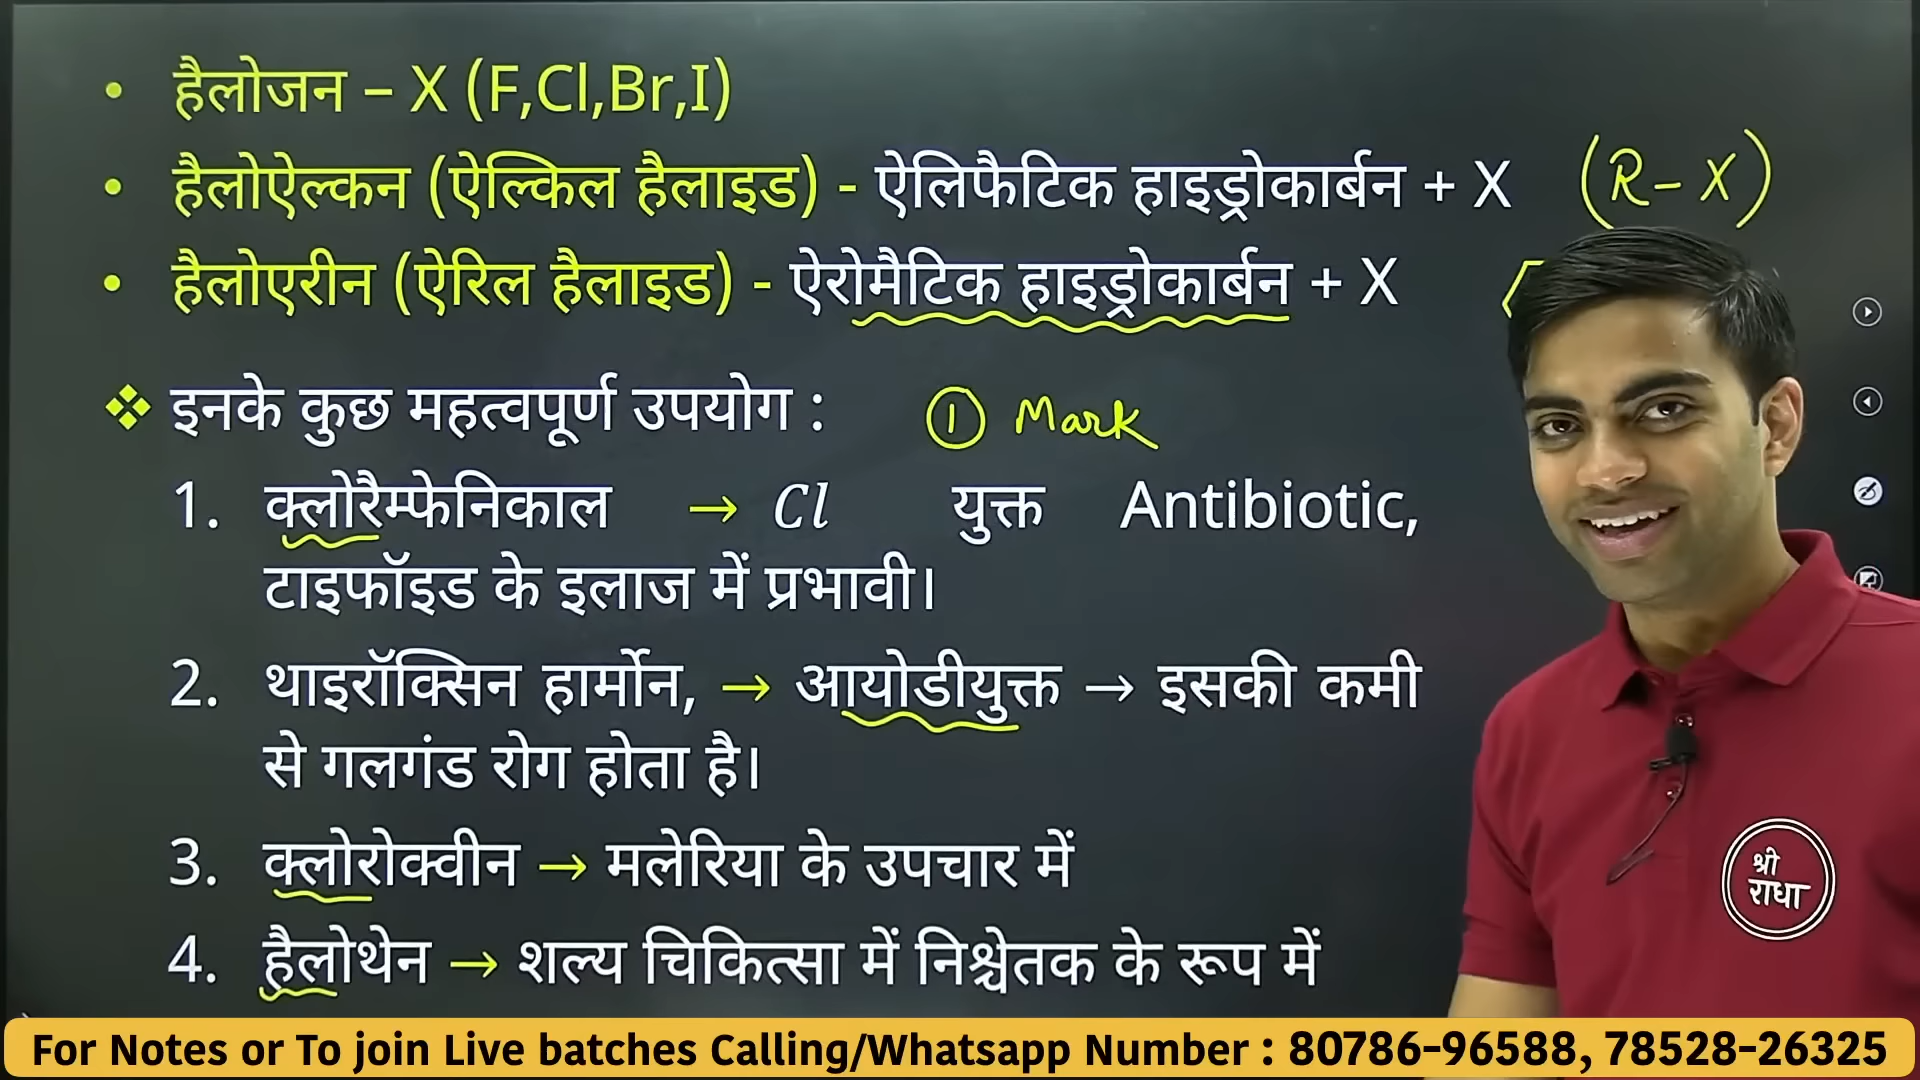 • हैलोजन – X (F,Cl,Br,I)
• हैलोऐल्कन (ऐल्किल हैलाइड) - ऐलिफैटिक हाइड्रोकार्बन + X (R-X)
• हैलोएरीन (ऐरिल हैलाइड) - ऐरोमैटिक हाइड्रोकार्बन + X
❖ इनके कुछ महत्वपूर्ण उपयोग : ① Mark
1. क्लोरैम्फेनिकाल → Cl युक्त Antibiotic,
टाइफॉइड के इलाज में प्रभावी।
2. थाइरॉक्सिन हार्मोन, → आयोडीयुक्त → इसकी कमी
से गलगंड रोग होता है।
3. क्लोरोक्वीन → मलेरिया के उपचार में
4. हैलोथेन → शल्य चिकित्सा में निश्चेतक के रूप में
श्री
राधा
For Notes or To join Live batches Calling/Whatsapp Number : 80786-96588, 78528-26325